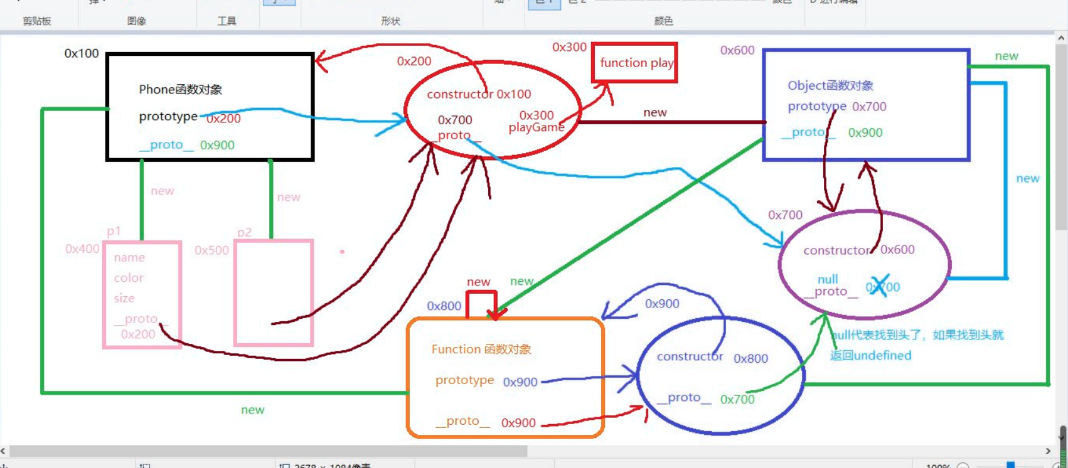 剪贴板
图像
工具
形状
颜色
0x100
Phone函数对象
prototype 0x200
__proto__ 0x900
0x200
constructor 0x100
0x700
__proto__
0x300
playGame
0x300
function play
new
0x600
Object函数对象
prototype 0x700
__proto__ 0x900
new
new
new
new
p1
0x400
name
color
size
__proto__
0x200
p2
0x500
0x700
constructor 0x600
null
__proto__ 0x700
null代表找到头了，如果找到头就
返回undefined
new
new
0x800
Function 函数对象
prototype 0x900
__proto__ 0x900
0x900
constructor 0x800
__proto__ 0x700
new